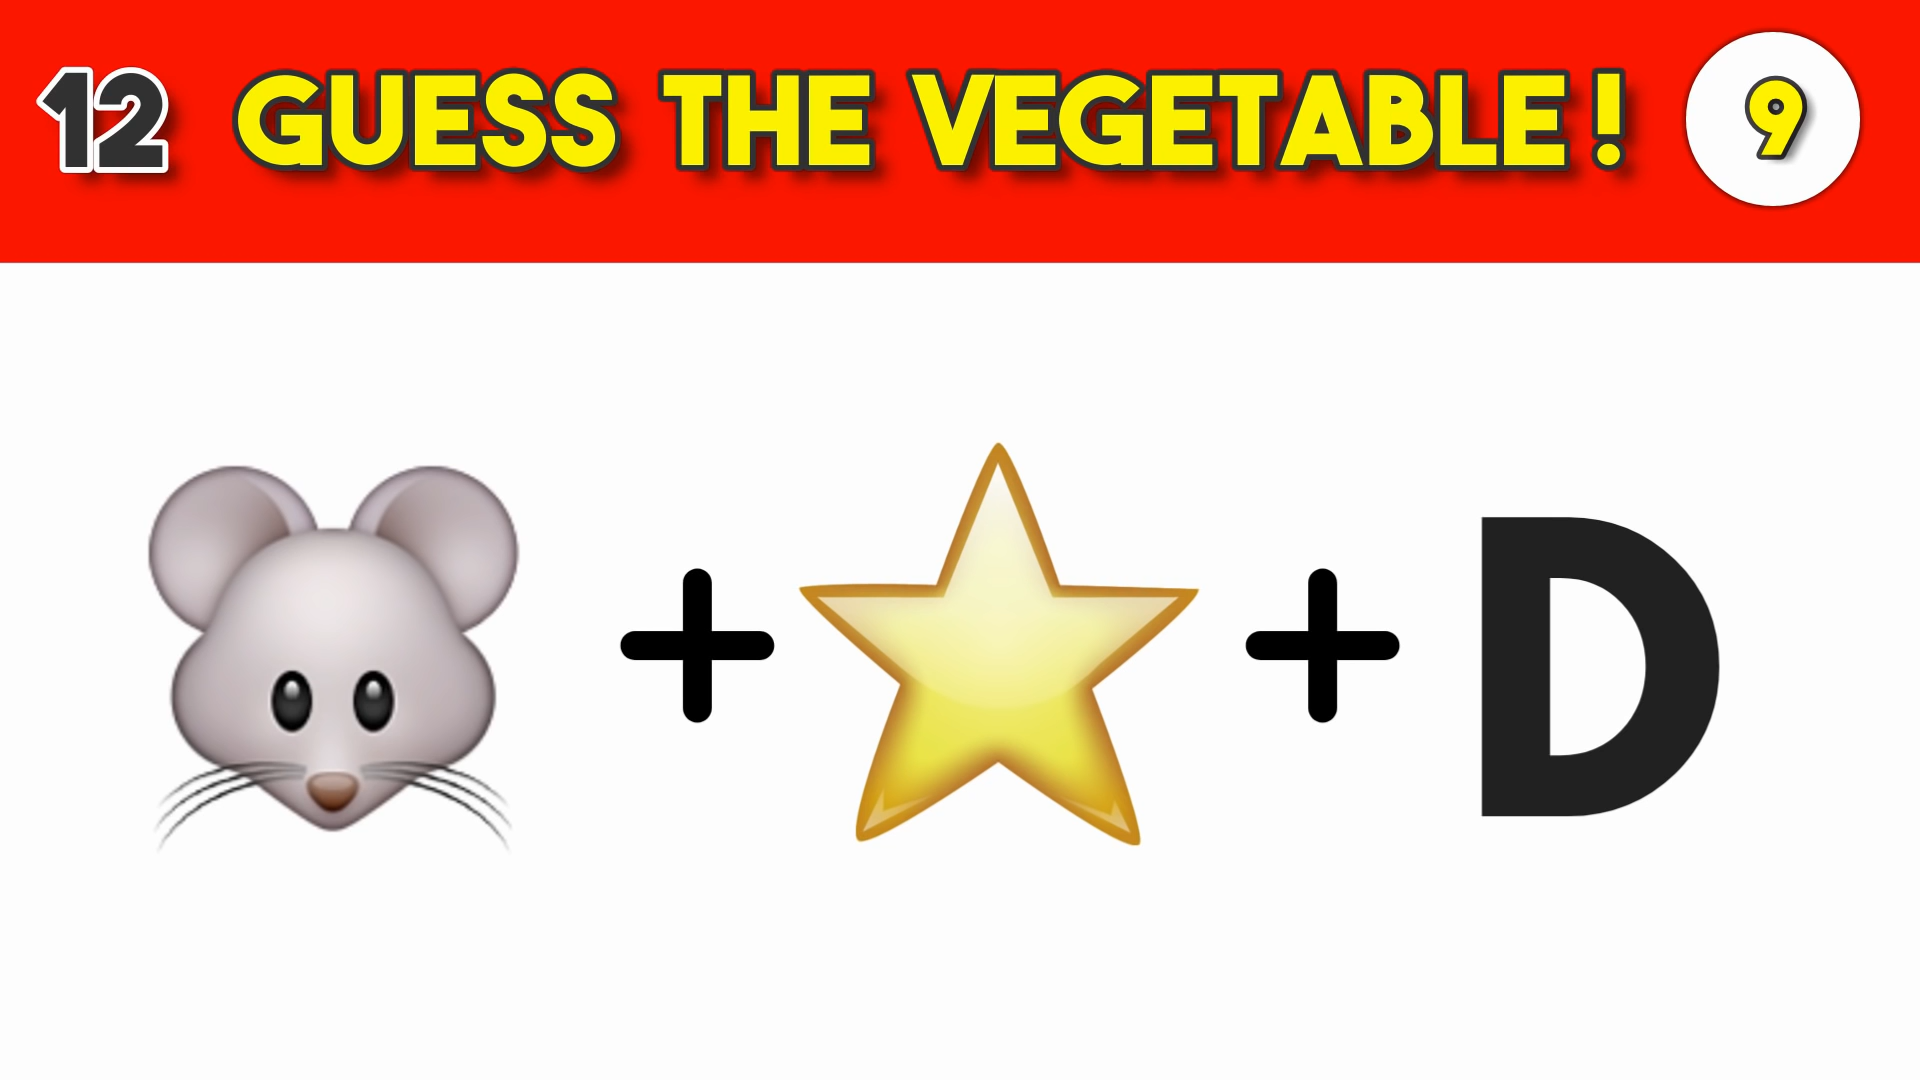 12 GUESS THE VEGETABLE! 9
+ + D